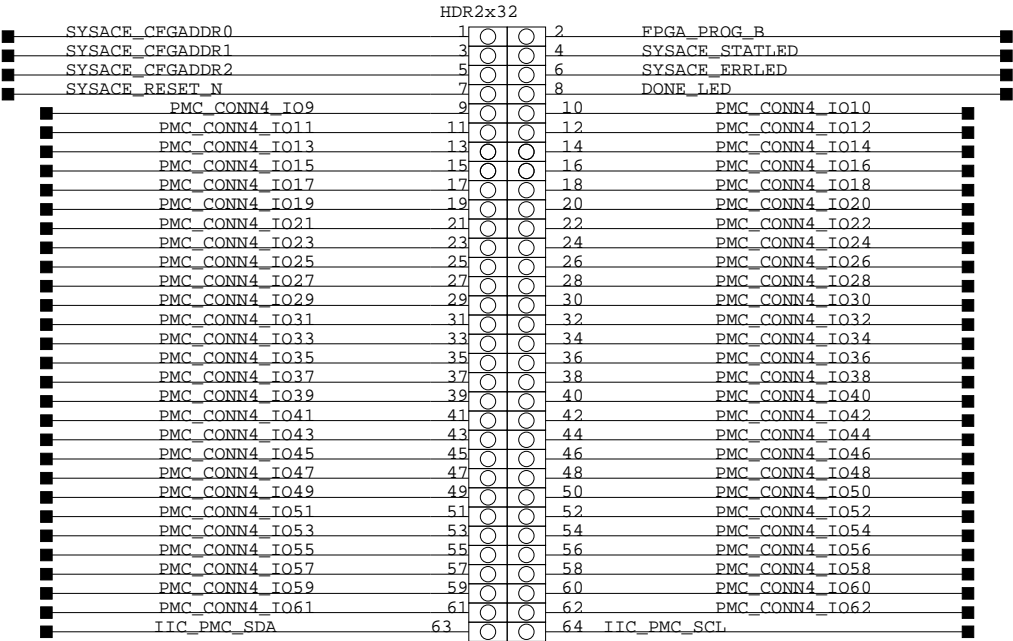 HDR2x32
SYSACE_CFGADDR0 1 2 FPGA_PROG_B
SYSACE_CFGADDR1 3 4 SYSACE_STATLED
SYSACE_CFGADDR2 5 6 SYSACE_ERRLED
SYSACE_RESET_N 7 8 DONE_LED
PMC_CONN4_IO9 9 10 PMC_CONN4_IO10
PMC_CONN4_IO11 11 12 PMC_CONN4_IO12
PMC_CONN4_IO13 13 14 PMC_CONN4_IO14
PMC_CONN4_IO15 15 16 PMC_CONN4_IO16
PMC_CONN4_IO17 17 18 PMC_CONN4_IO18
PMC_CONN4_IO19 19 20 PMC_CONN4_IO20
PMC_CONN4_IO21 21 22 PMC_CONN4_IO22
PMC_CONN4_IO23 23 24 PMC_CONN4_IO24
PMC_CONN4_IO25 25 26 PMC_CONN4_IO26
PMC_CONN4_IO27 27 28 PMC_CONN4_IO28
PMC_CONN4_IO29 29 30 PMC_CONN4_IO30
PMC_CONN4_IO31 31 32 PMC_CONN4_IO32
PMC_CONN4_IO33 33 34 PMC_CONN4_IO34
PMC_CONN4_IO35 35 36 PMC_CONN4_IO36
PMC_CONN4_IO37 37 38 PMC_CONN4_IO38
PMC_CONN4_IO39 39 40 PMC_CONN4_IO40
PMC_CONN4_IO41 41 42 PMC_CONN4_IO42
PMC_CONN4_IO43 43 44 PMC_CONN4_IO44
PMC_CONN4_IO45 45 46 PMC_CONN4_IO46
PMC_CONN4_IO47 47 48 PMC_CONN4_IO48
PMC_CONN4_IO49 49 50 PMC_CONN4_IO50
PMC_CONN4_IO51 51 52 PMC_CONN4_IO52
PMC_CONN4_IO53 53 54 PMC_CONN4_IO54
PMC_CONN4_IO55 55 56 PMC_CONN4_IO56
PMC_CONN4_IO57 57 58 PMC_CONN4_IO58
PMC_CONN4_IO59 59 60 PMC_CONN4_IO60
PMC_CONN4_IO61 61 62 PMC_CONN4_IO62
IIC_PMC_SDA 63 64 IIC_PMC_SCL